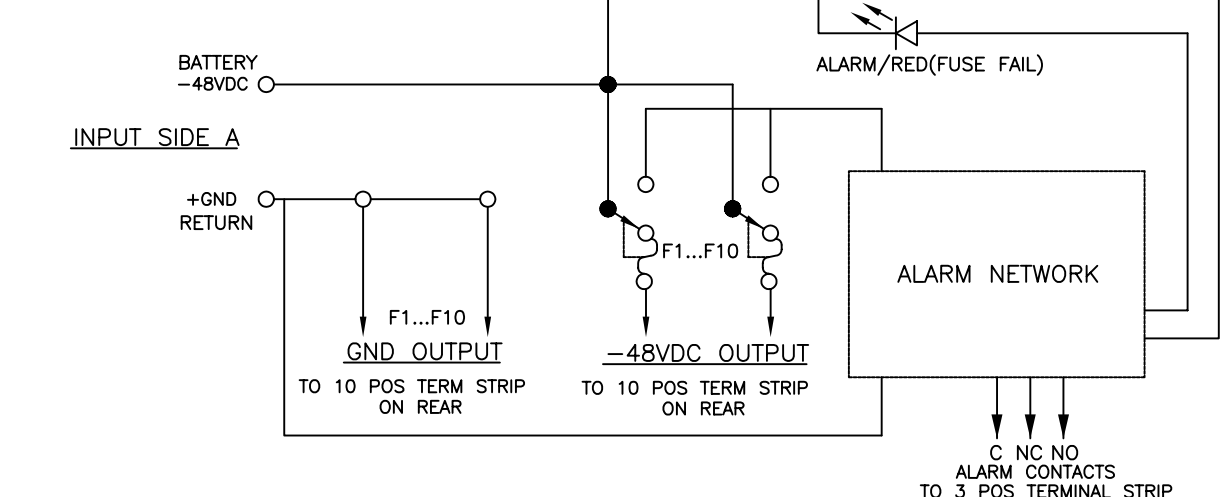 BATTERY
-48VDC
ALARM/RED(FUSE FAIL)
INPUT SIDE A
+GND
RETURN
F1...F10
ALARM NETWORK
F1...F10
GND OUTPUT
-48VDC OUTPUT
TO 10 POS TERM STRIP
ON REAR
TO 10 POS TERM STRIP
ON REAR
C NC NO
ALARM CONTACTS
TO 3 POS TERMINAL STRIP